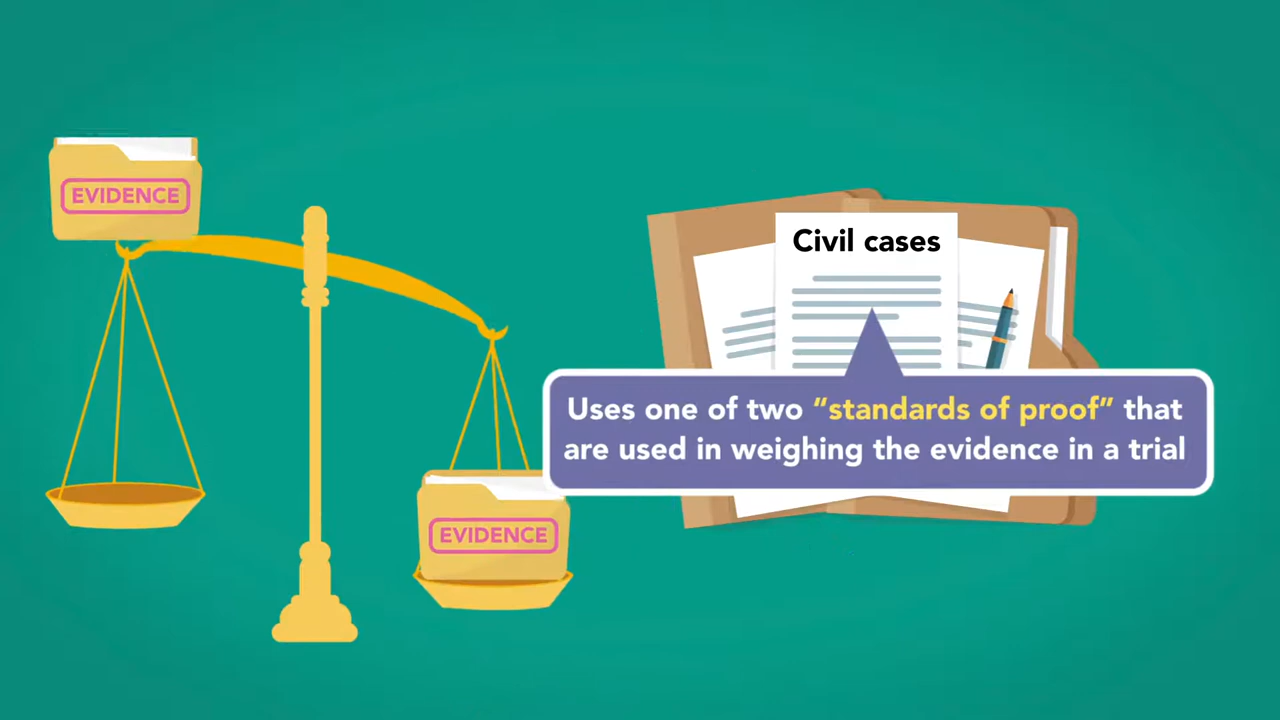 EVIDENCE
Civil cases
Uses one of two “standards of proof” that
are used in weighing the evidence in a trial
EVIDENCE